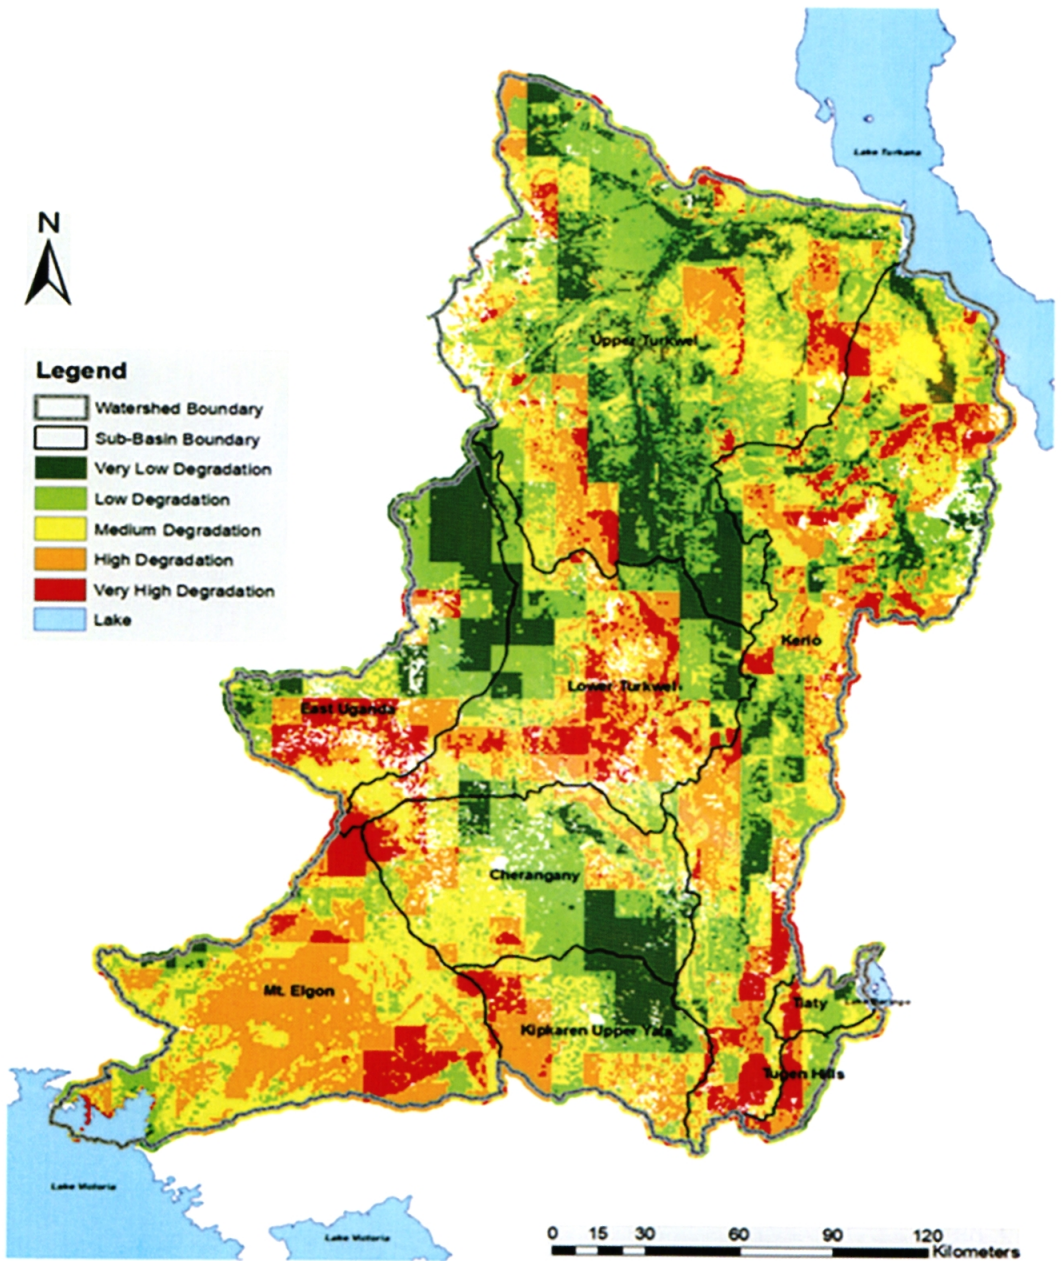 Lake Turkana
N
Upper Turkwel
Legend
Watershed Boundary
Sub-Basin Boundary
Very Low Degradation
Low Degradation
Medium Degradation
High Degradation
Very High Degradation
Lake
Kerio
Lower Turkwel
East Uganda
Cherangany
Mt. Elgon
Tiaty
Lake Baringo
Kipkaren Upper Yala
Tugen Hills
Lake Victoria
Lake Victoria
0 15 30 60 90 120
Kilometers